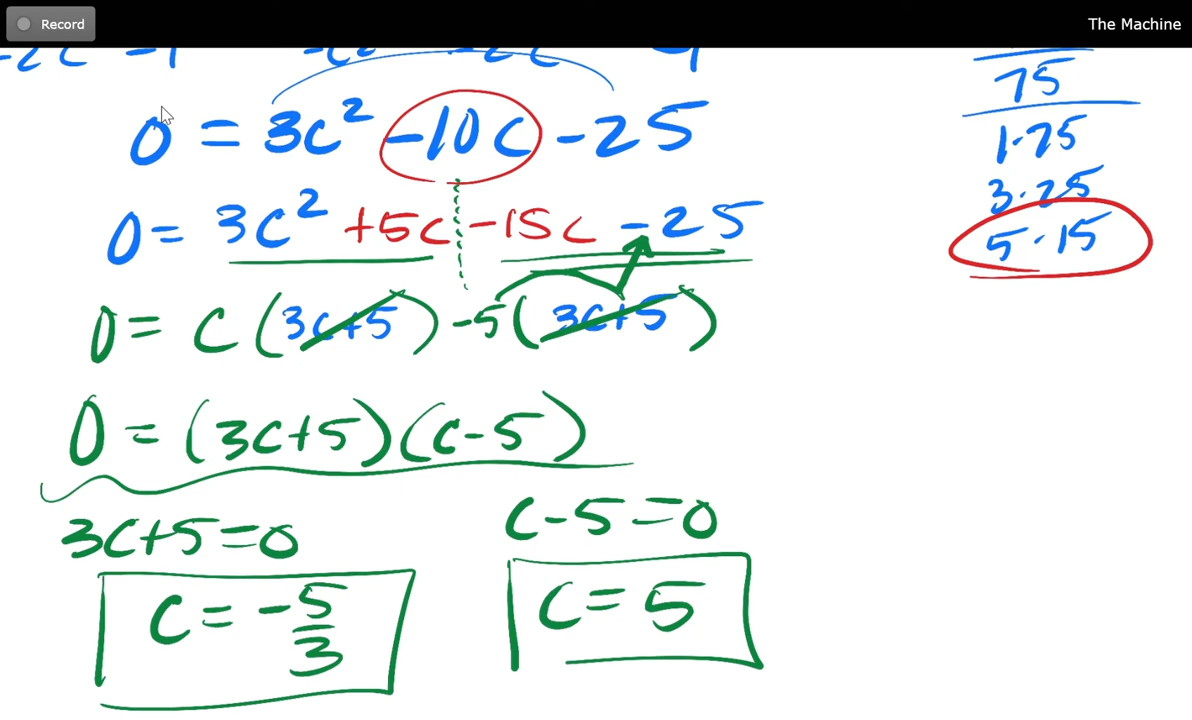 Record
The Machine
0 = 3c² -10c -25
0 = 3c² +5c -15c -25
0 = c (3c+5) -5 (3c+5)
0 = (3c+5)(c-5)
3c+5=0
c = -5/3
c-5=0
c = 5
75
1·75
3·25
5·15